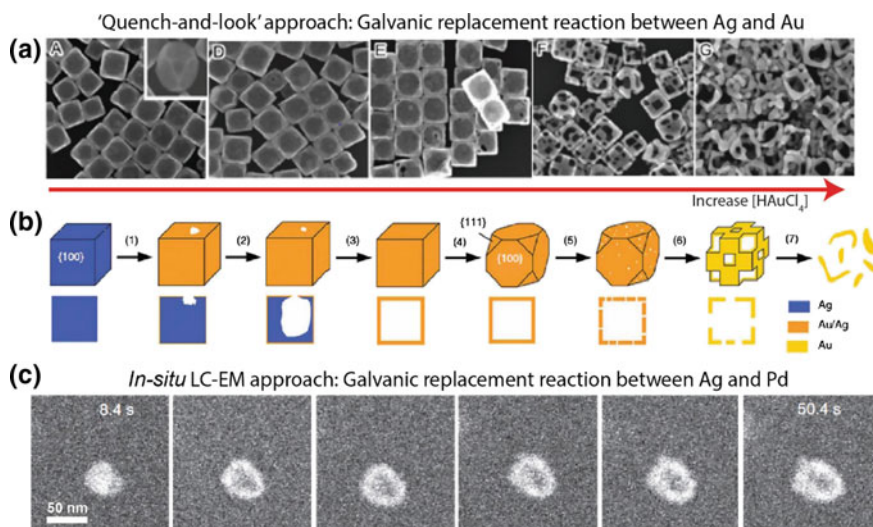 'Quench-and-look' approach: Galvanic replacement reaction between Ag and Au
(a)
A
D
E
F
G
Increase [HAuCl4]
(b)
{100}
(1)
(2)
(3)
(4)
{111}
{100}
(5)
(6)
(7)
Ag
Au/Ag
Au
(c)
In-situ LC-EM approach: Galvanic replacement reaction between Ag and Pd
8.4 s
50.4 s
50 nm